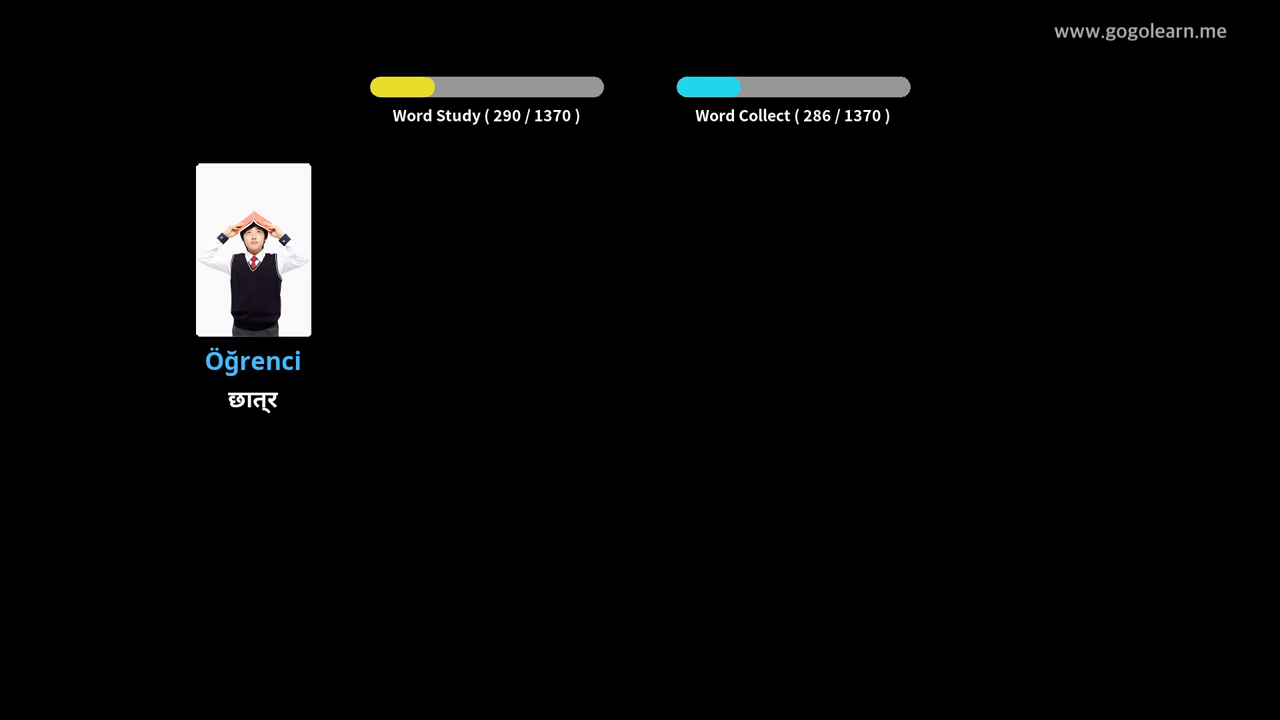 www.gogolearn.me
Word Study ( 290 / 1370 )
Word Collect ( 286 / 1370 )
Öğrenci
छात्र